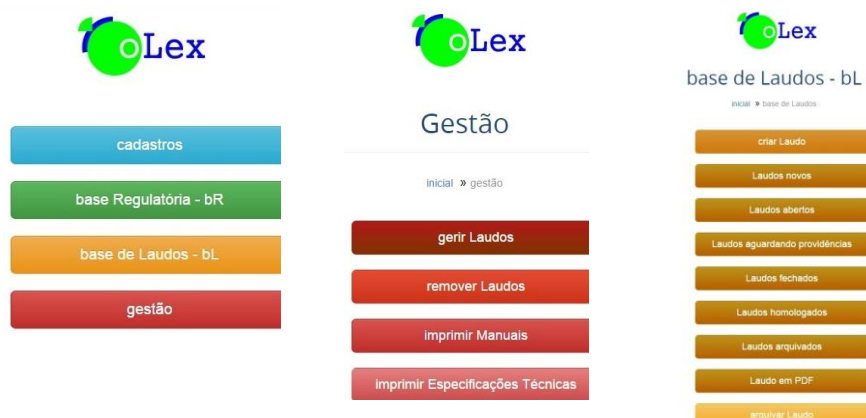 oLex
cadastros
base Regulatória - bR
base de Laudos - bL
gestão
oLex
Gestão
inicial » gestão
gerir Laudos
remover Laudos
imprimir Manuais
imprimir Especificações Técnicas
oLex
base de Laudos - bL
inicial » base de Laudos
criar Laudo
Laudos novos
Laudos abertos
Laudos aguardando providências
Laudos fechados
Laudos homologados
Laudos arquivados
Laudo em PDF
arquivar Laudo